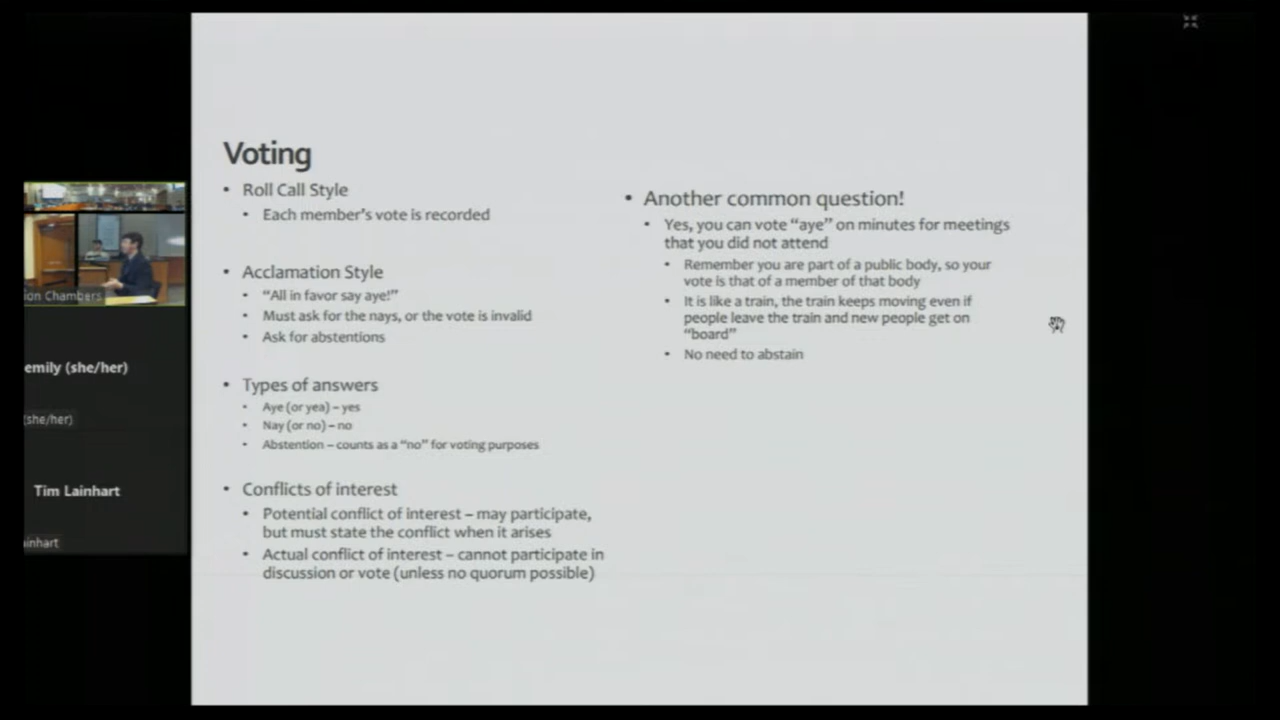 Voting
• Roll Call Style
• Each member's vote is recorded
• Acclamation Style
• “All in favor say aye!”
• Must ask for the nays, or the vote is invalid
• Ask for abstentions
• Types of answers
• Aye (or yea) – yes
• Nay (or no) – no
• Abstention – counts as a “no” for voting purposes
• Conflicts of interest
• Potential conflict of interest – may participate,
but must state the conflict when it arises
• Actual conflict of interest – cannot participate in
discussion or vote (unless no quorum possible)
• Another common question!
• Yes, you can vote “aye” on minutes for meetings
that you did not attend
• Remember you are part of a public body, so your
vote is that of a member of that body
• It is like a train, the train keeps moving even if
people leave the train and new people get on
“board”
• No need to abstain
ion Chambers
emily (she/her)
(she/her)
Tim Lainhart
inhart